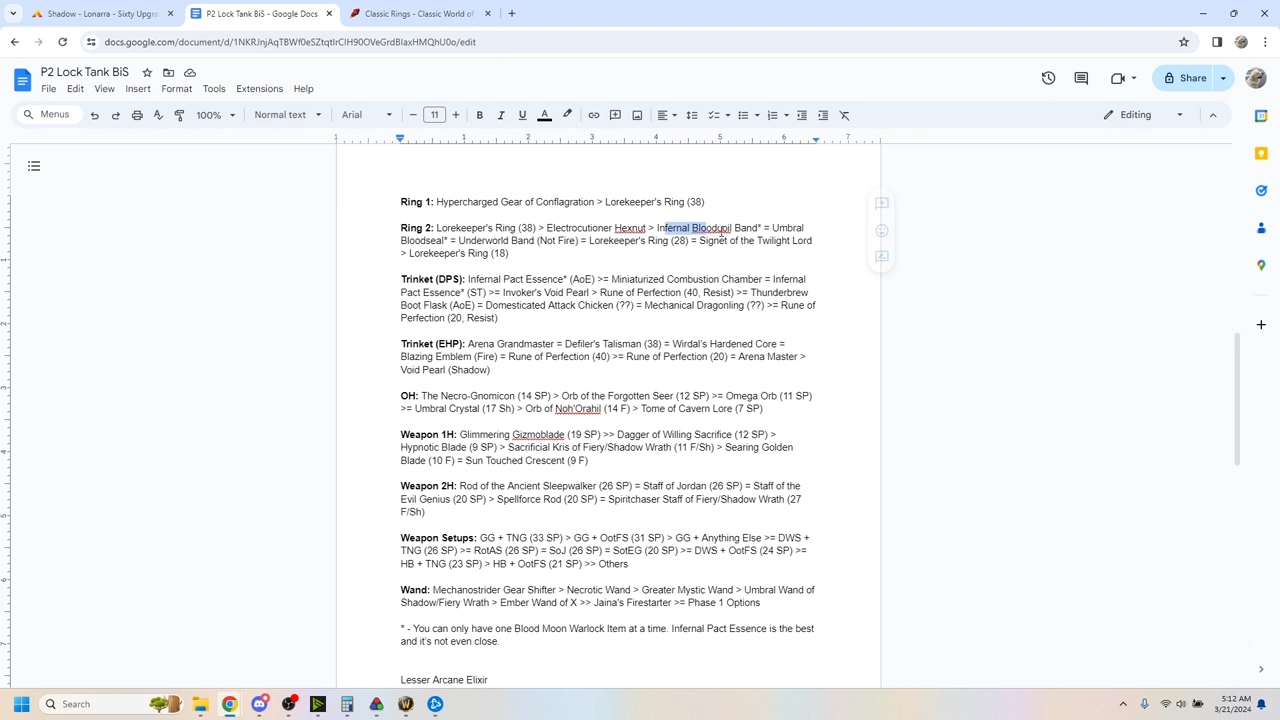 Shadow - Lonarra - Sixty Upgr
P2 Lock Tank BiS - Google Docs
Classic Rings - Classic World of
docs.google.com/document/d/1NKRJnjAqTBWf0eSZtqtIrCIH90OVeGrdBlaxHMQhU0o/edit
P2 Lock Tank BiS
Share
File Edit View Insert Format Tools Extensions Help
Menus 100% Normal text Arial 11 B I U A Editing
1 1 2 3 4 5 6 7
Ring 1: Hypercharged Gear of Conflagration > Lorekeeper's Ring (38)
Ring 2: Lorekeeper's Ring (38) > Electrocutioner Hexnut > Infernal Bloodcoil Band* = Umbral
Bloodseal* = Underworld Band (Not Fire) = Lorekeeper's Ring (28) = Signet of the Twilight Lord
> Lorekeeper's Ring (18)
Trinket (DPS): Infernal Pact Essence* (AoE) >= Miniaturized Combustion Chamber = Infernal
Pact Essence* (ST) >= Invoker's Void Pearl > Rune of Perfection (40, Resist) >= Thunderbrew
Boot Flask (AoE) = Domesticated Attack Chicken (??) = Mechanical Dragonling (??) >= Rune of
Perfection (20, Resist)
Trinket (EHP): Arena Grandmaster = Defiler's Talisman (38) = Wirdal's Hardened Core =
Blazing Emblem (Fire) = Rune of Perfection (40) >= Rune of Perfection (20) = Arena Master >
Void Pearl (Shadow)
OH: The Necro-Gnomicon (14 SP) > Orb of the Forgotten Seer (12 SP) >= Omega Orb (11 SP)
>= Umbral Crystal (17 Sh) > Orb of Noh'Orahil (14 F) > Tome of Cavern Lore (7 SP)
Weapon 1H: Glimmering Gizmoblade (19 SP) >> Dagger of Willing Sacrifice (12 SP) >
Hypnotic Blade (9 SP) > Sacrificial Kris of Fiery/Shadow Wrath (11 F/Sh) > Searing Golden
Blade (10 F) = Sun Touched Crescent (9 F)
Weapon 2H: Rod of the Ancient Sleepwalker (26 SP) = Staff of Jordan (26 SP) = Staff of the
Evil Genius (20 SP) > Spellforce Rod (20 SP) = Spiritchaser Staff of Fiery/Shadow Wrath (27
F/Sh)
Weapon Setups: GG + TNG (33 SP) > GG + OotFS (31 SP) > GG + Anything Else >= DWS +
TNG (26 SP) >= RotAS (26 SP) = SoJ (26 SP) = SotEG (20 SP) >= DWS + OotFS (24 SP) >=
HB + TNG (23 SP) > HB + OotFS (21 SP) >> Others
Wand: Mechanostrider Gear Shifter > Necrotic Wand > Greater Mystic Wand > Umbral Wand of
Shadow/Fiery Wrath > Ember Wand of X >> Jaina's Firestarter >= Phase 1 Options
* - You can only have one Blood Moon Warlock Item at a time. Infernal Pact Essence is the best
and it's not even close.
Lesser Arcane Elixir
Search
5:12 AM
3/21/2024